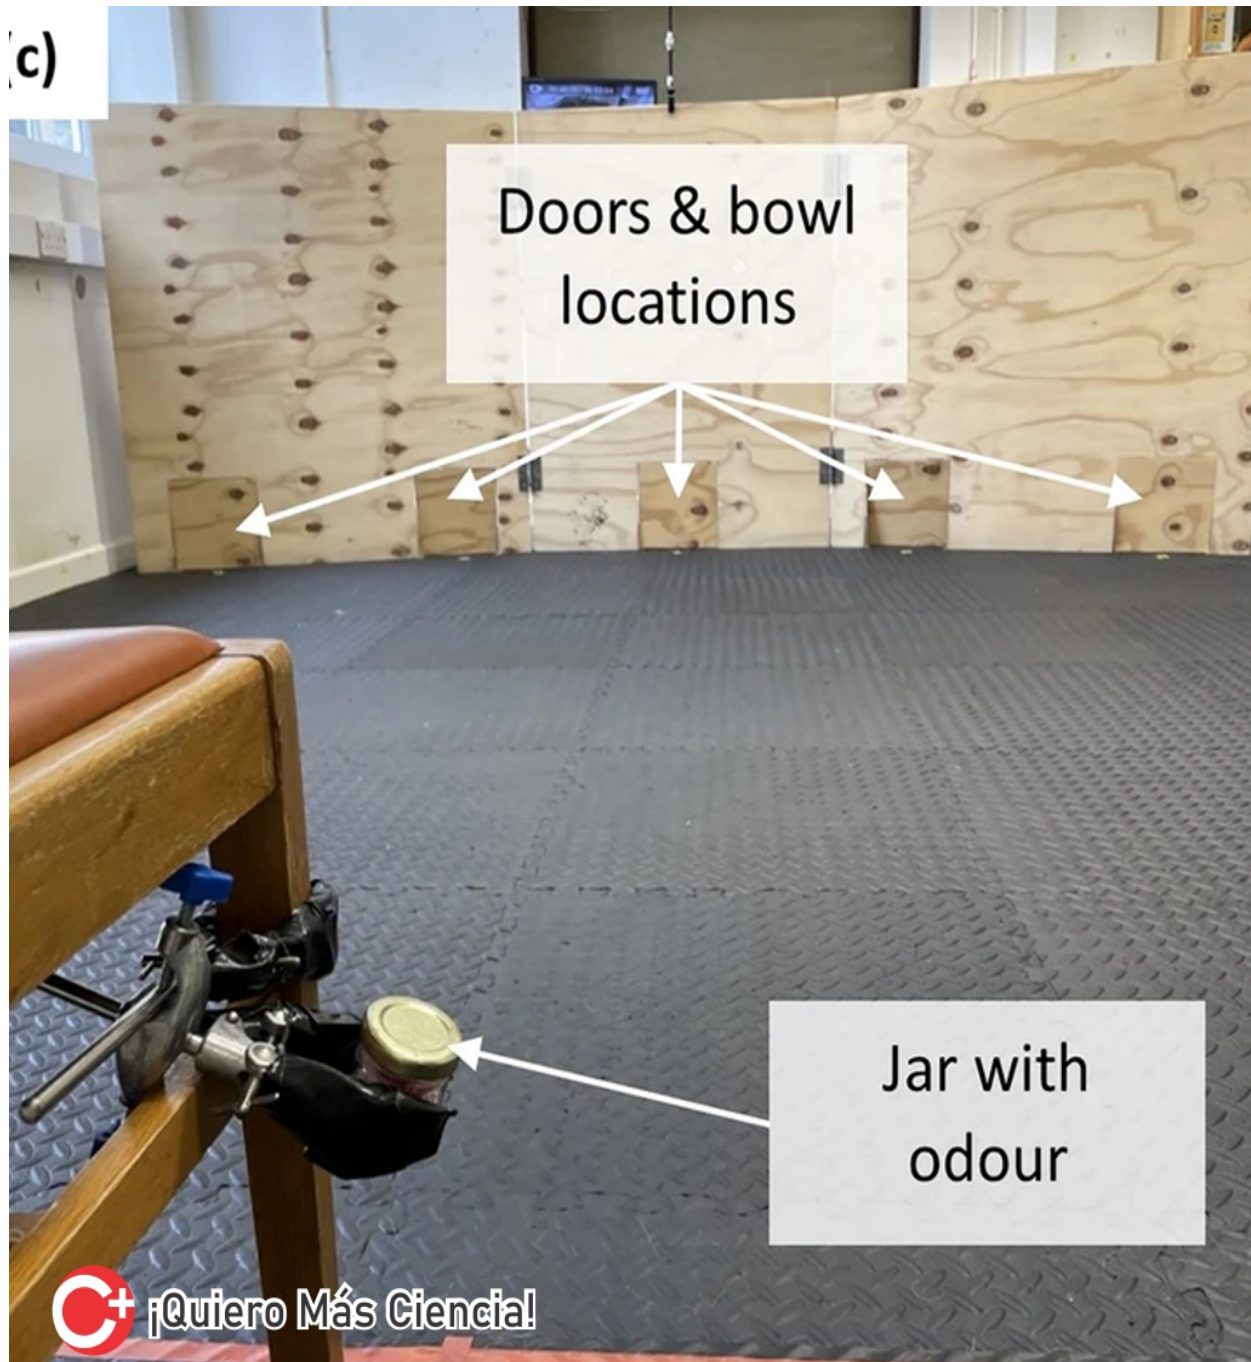 (c)
Doors & bowl
locations
Jar with
odour
¡Quiero Más Ciencia!